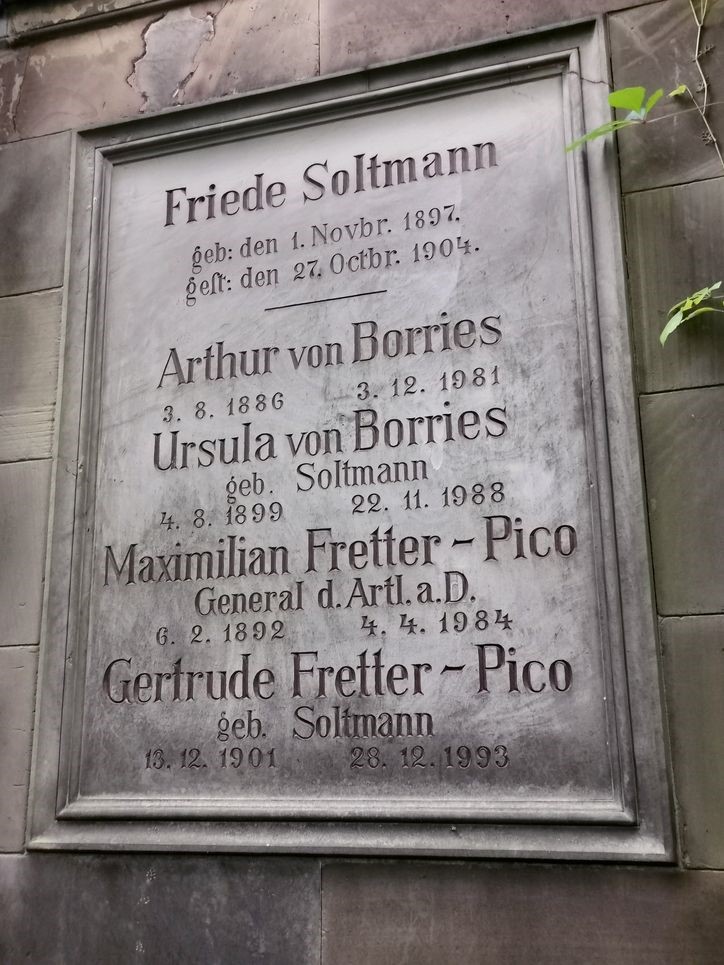 Friede Soltmann
geb: den 1. Novbr. 1897.
geſt: den 27. Octbr. 1904.
Arthur von Borries
3. 8. 1886 3. 12. 1981
Ursula von Borries
geb. Soltmann
4. 8. 1899 22. 11. 1988
Maximilian Fretter-Pico
General d. Artl. a. D.
6. 2. 1892 4. 4. 1984
Gertrude Fretter-Pico
geb. Soltmann
13. 12. 1901 28. 12. 1993